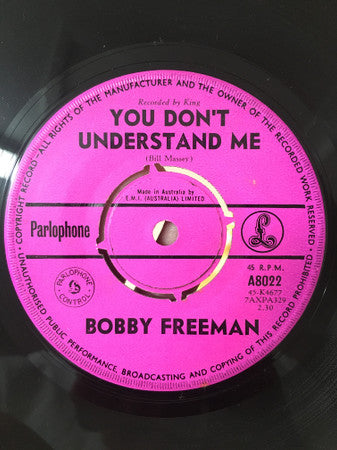 COPYRIGHT RECORD—ALL RIGHTS OF THE MANUFACTURER AND THE OWNER OF THE RECORDED WORK RESERVED
Recorded by King
YOU DON'T
UNDERSTAND ME
(Bill Massey)
Made in Australia by
E.M.I. (AUSTRALIA) LIMITED
Parlophone
£
45 R.P.M.
A8022
45-K4677
7AXPA329
2.30
PARLOPHONE
CONTROL
BOBBY FREEMAN
UNAUTHORISED PUBLIC PERFORMANCE, BROADCASTING AND COPYING OF THIS RECORD PROHIBITED